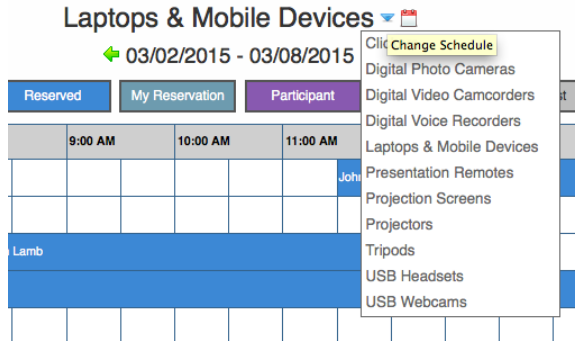 Laptops & Mobile Devices
03/02/2015 - 03/08/2015
Change Schedule
Digital Photo Cameras
Digital Video Camcorders
Digital Voice Recorders
Laptops & Mobile Devices
Presentation Remotes
Projection Screens
Projectors
Tripods
USB Headsets
USB Webcams
Reserved
My Reservation
Participant
9:00 AM
10:00 AM
11:00 AM
Lamb